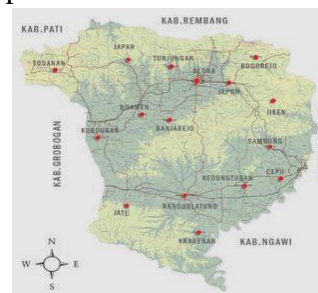 KAB.REMBANG
KAB.PATI
JAPAH
TUNJUNGAN
BLORA
BOGOREJO
TODANAN
JEPON
NGAWEN
JIKEN
KUNDURAN
BANJAREJO
SAMBONG
KAB.GROBOGAN
KEDUNGTUBAN
CEPU
RANDUBLATUNG
JATI
KRADENAN
KAB.NGAWI
N
W E
S